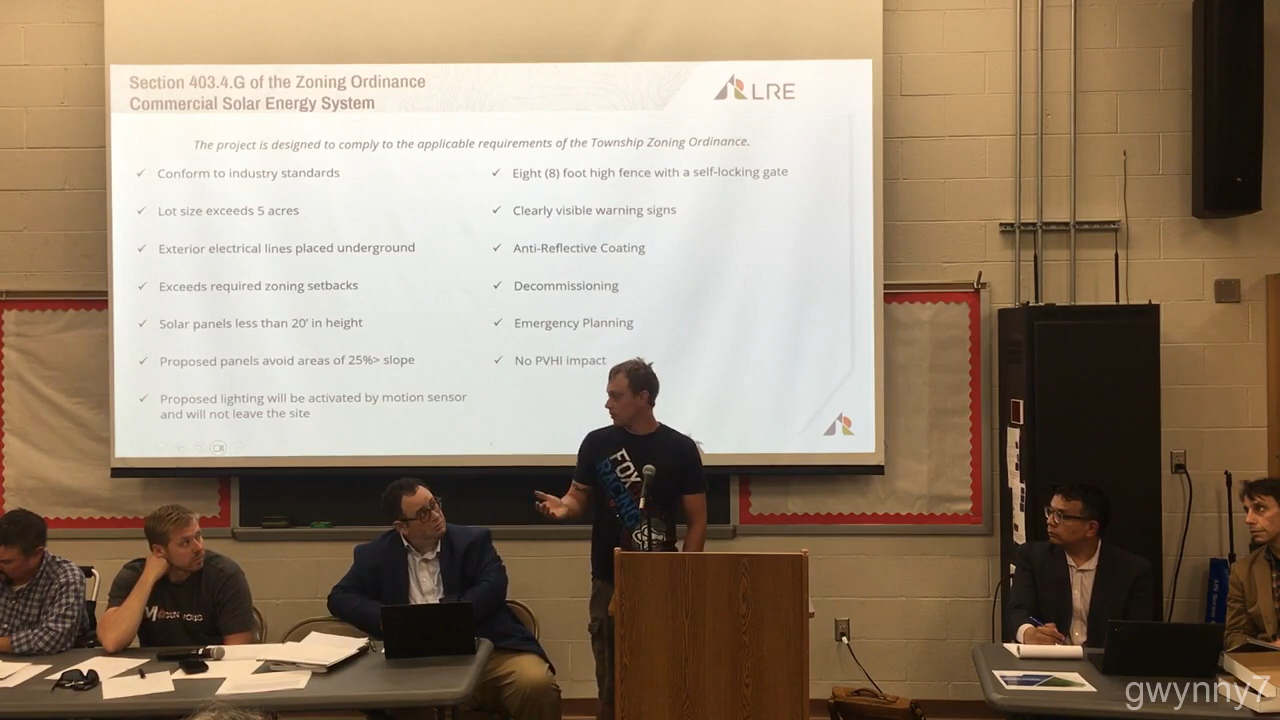 Section 403.4.G of the Zoning Ordinance
Commercial Solar Energy System
LRE
The project is designed to comply to the applicable requirements of the Township Zoning Ordinance.
✓ Conform to industry standards
✓ Lot size exceeds 5 acres
✓ Exterior electrical lines placed underground
✓ Exceeds required zoning setbacks
✓ Solar panels less than 20' in height
✓ Proposed panels avoid areas of 25%> slope
✓ Proposed lighting will be activated by motion sensor
and will not leave the site
✓ Eight (8) foot high fence with a self-locking gate
✓ Clearly visible warning signs
✓ Anti-Reflective Coating
✓ Decommissioning
✓ Emergency Planning
✓ No PVHI impact
FOX
RACING
gwynny7